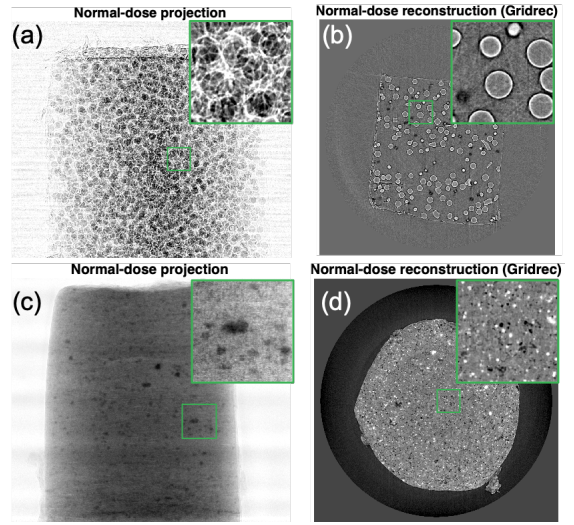 Normal-dose projection
Normal-dose reconstruction (Gridrec)
(a)
(b)
Normal-dose projection
Normal-dose reconstruction (Gridrec)
(c)
(d)